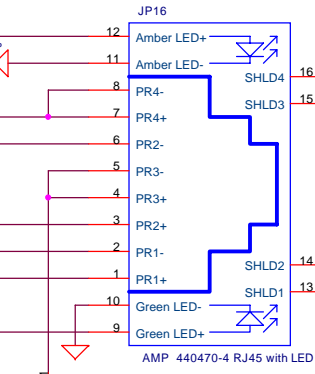 JP16
12 Amber LED+
11 Amber LED-
SHLD4 16
8 PR4-
SHLD3 15
7 PR4+
6 PR2-
5 PR3-
4 PR3+
3 PR2+
2 PR1-
SHLD2 14
1 PR1+
SHLD1 13
10 Green LED-
9 Green LED+
AMP 440470-4 RJ45 with LED